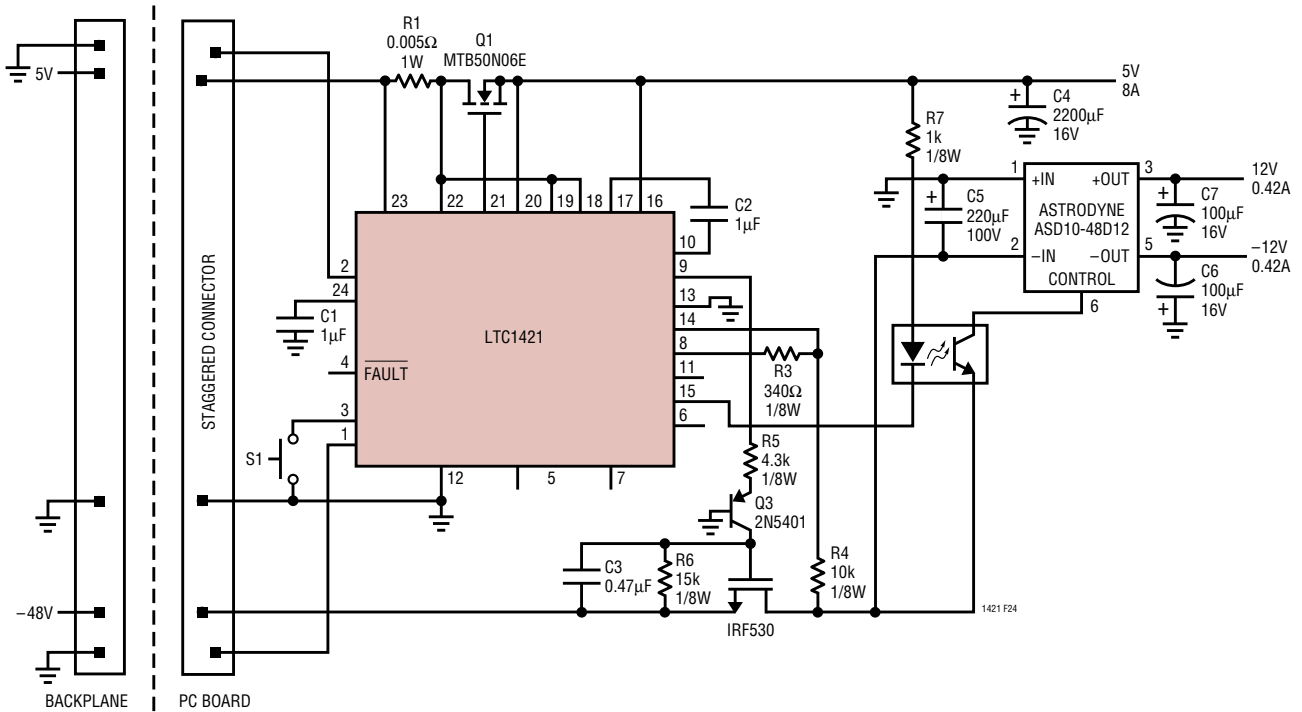 R1
0.005Ω
1W
Q1
MTB50N06E
5V
5V
8A
+
C4
2200μF
16V
R7
1k
1/8W
23
22
21
20
19
18
17
16
C2
1μF
10
9
13
14
8
11
15
6
2
24
C1
1μF
4
FAULT
3
1
S1
12
5
7
LTC1421
STAGGERED CONNECTOR
R3
340Ω
1/8W
R5
4.3k
1/8W
Q3
2N5401
+
C5
220μF
100V
1
+IN
+OUT
3
ASTRODYNE
ASD10-48D12
2
−IN
−OUT
5
CONTROL
6
12V
0.42A
+
C7
100μF
16V
−12V
0.42A
C6
100μF
16V
+
C3
0.47μF
R6
15k
1/8W
R4
10k
1/8W
IRF530
−48V
1421 F24
BACKPLANE
PC BOARD